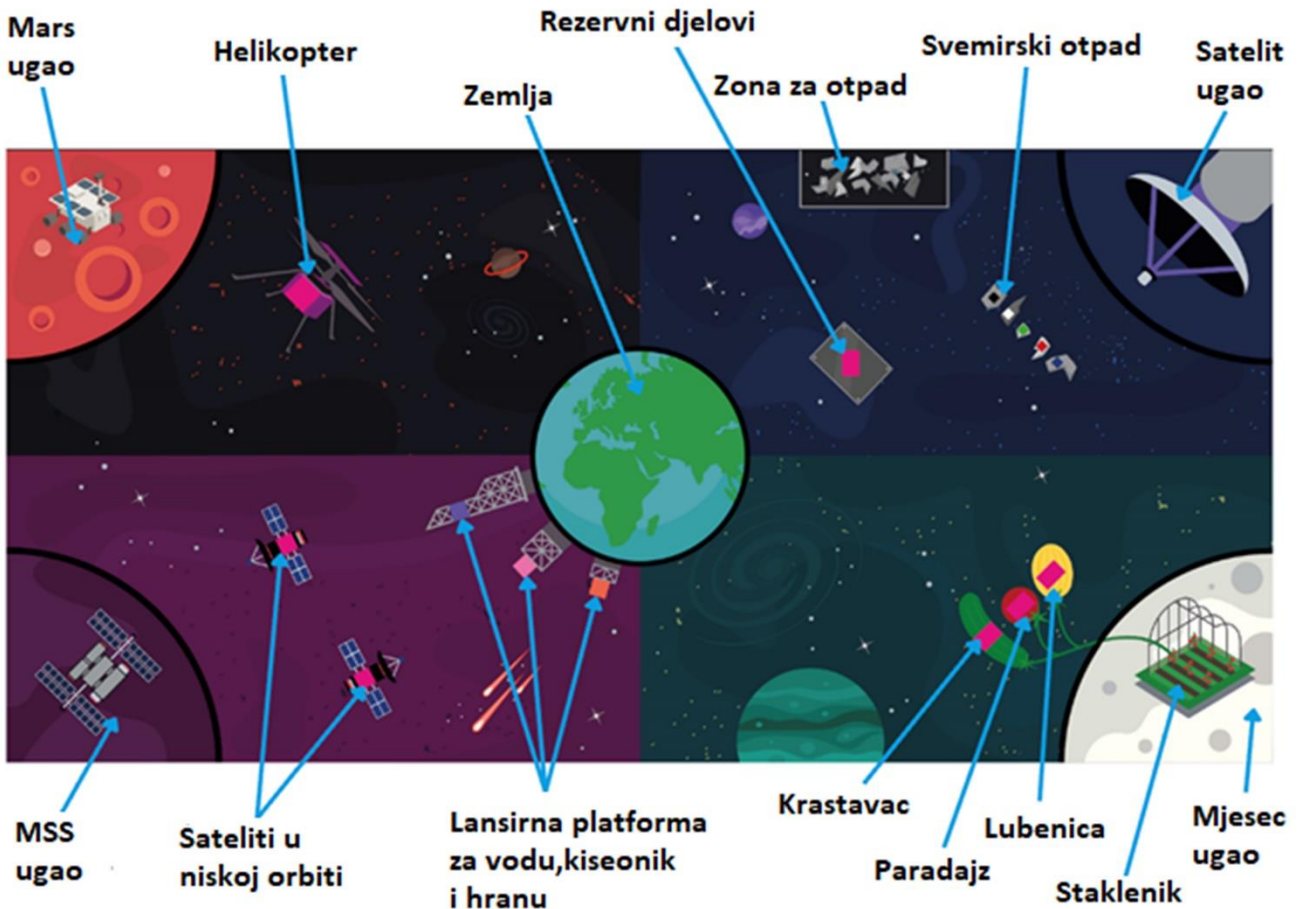 Mars
ugao
Helikopter
Zemlja
Rezervni djelovi
Zona za otpad
Svemirski otpad
Satelit
ugao
MSS
ugao
Sateliti u
niskoj orbiti
Lansirna platforma
za vodu,kiseonik
i hranu
Krastavac
Paradajz
Lubenica
Staklenik
Mjesec
ugao